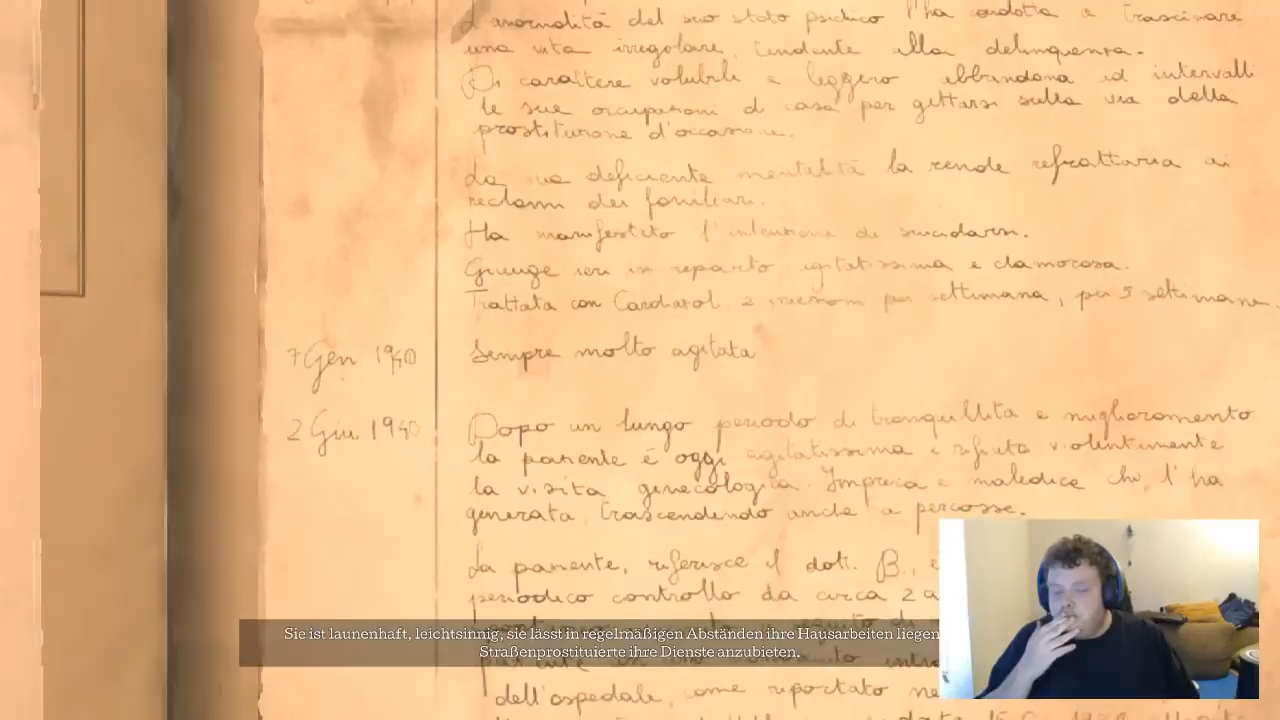 L'anormalità del suo stato psichico l'ha condotta a trascinare
una vita irregolare, tendente alla delinquenza.
Di carattere volubile e leggero abbandona ad intervalli
le sue occupazioni di casa per gettarsi sulla via della
prostituzione d'occasione.
La sua deficiente mentalità la rende refrattaria ai
reclami dei familiari.
Ha manifestato l'intenzione di suicidarsi.
Giunge ieri in reparto agitatissima e clamorosa.
Trattata con Cardiazol, 2 iniezioni per settimana, per 5 settimane
7 Gen 1940 Sempre molto agitata
2 Giu 1940 Dopo un lungo periodo di tranquillità e miglioramento
la paziente é oggi agitatissima e rifiuta violentemente
la visita ginecologica. Impreca e maledice chi l'ha
generata, trascendendo anche a percosse.
La paziente, riferisce il dott. B.,
periodico controllo da circa 2
Sie ist launenhaft, leichtsinnig, sie lässt in regelmäßigen Abständen ihre Hausarbeiten liegen
Straßenprostituierte ihre Dienste anzubieten.
dell'ospedale, come riportato